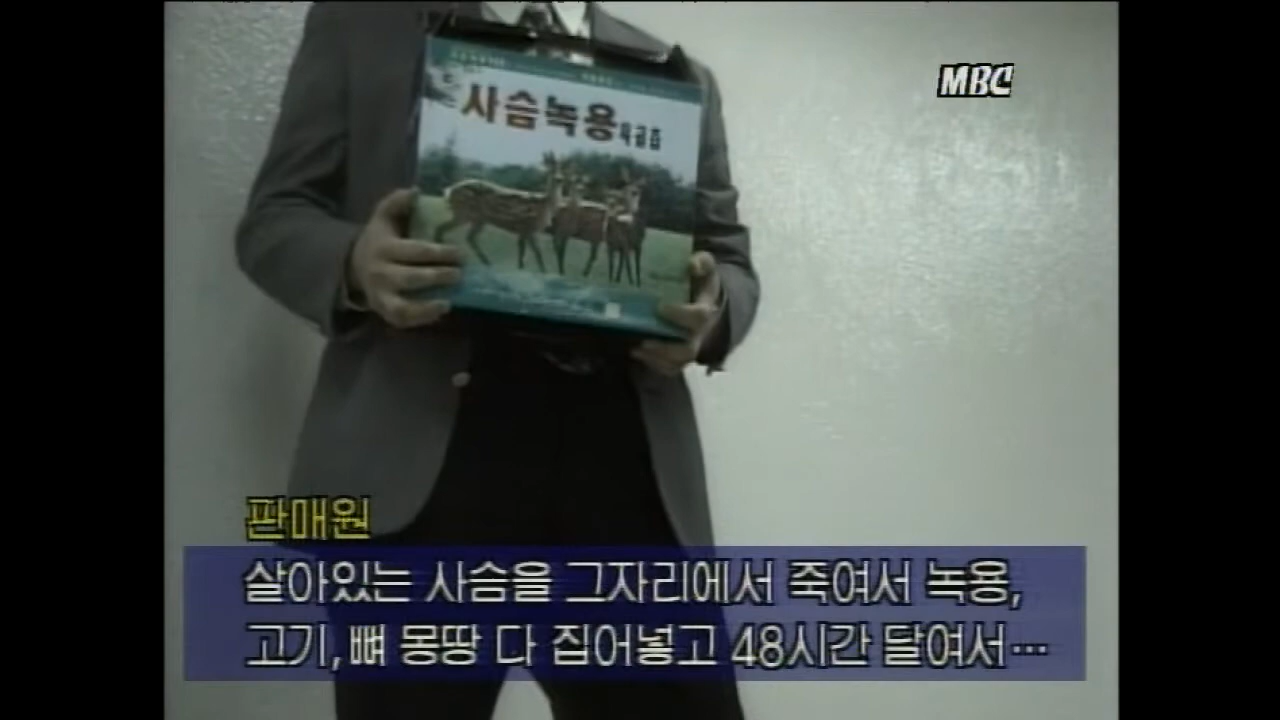 MBC
사슴녹용
판매원
살아있는 사슴을 그자리에서 죽여서 녹용,
고기,뼈 몽땅 다 집어넣고 48시간 달여서…